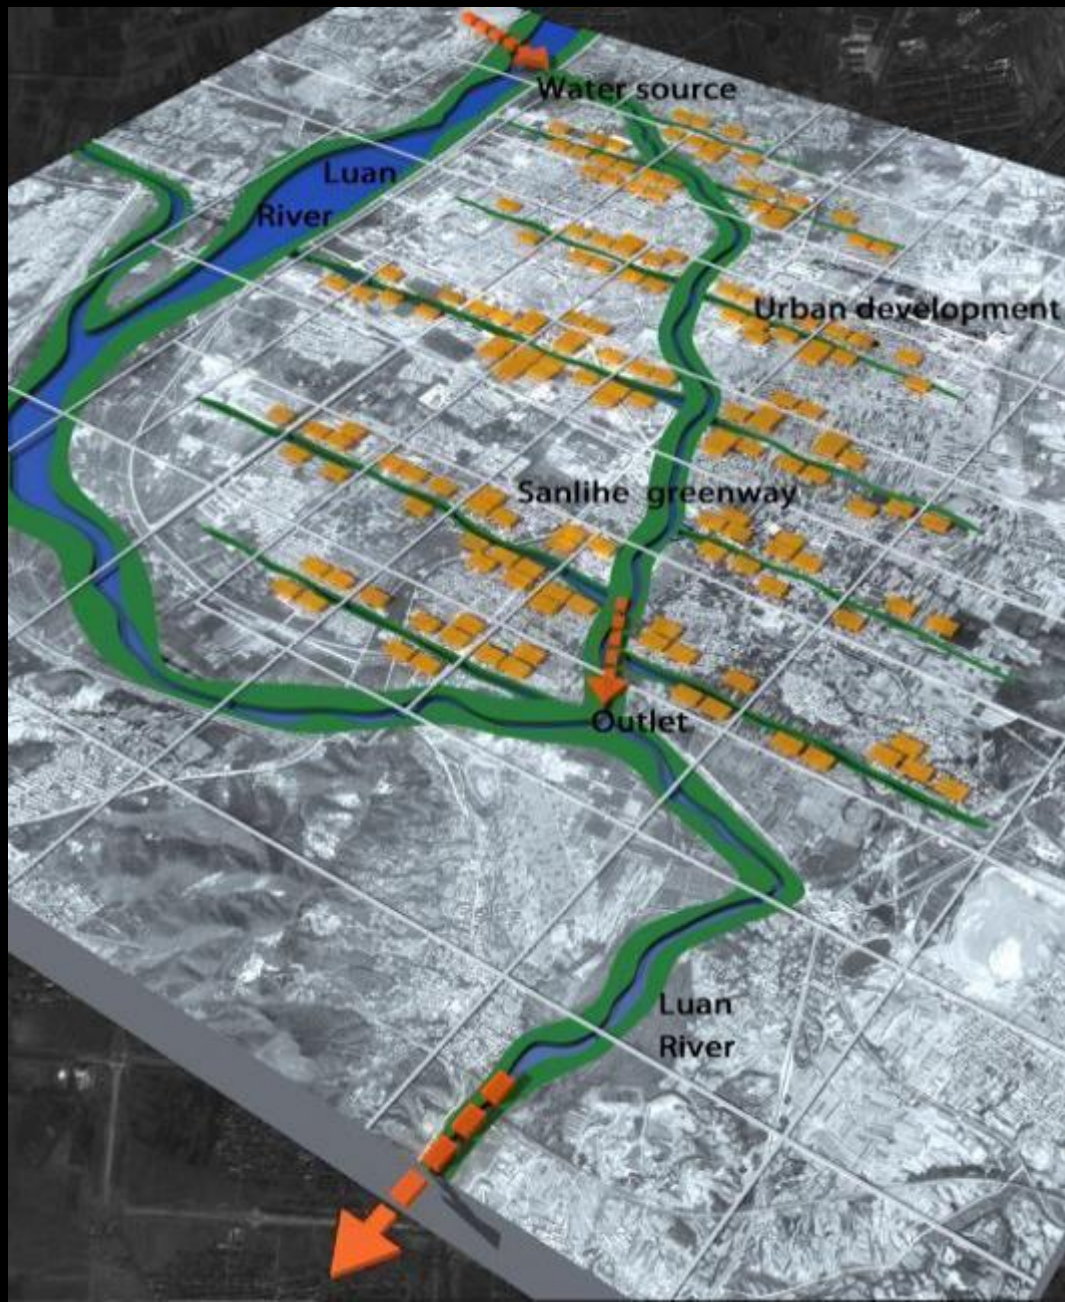 Water source
Luan
River
Urban development
Sanlihe greenway
Outlet
Luan
River